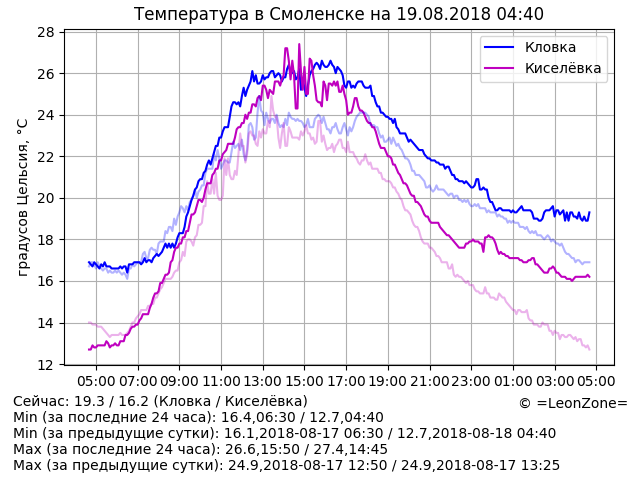 Температура в Смоленске на 19.08.2018 04:40
28
26
24
22
20
18
16
14
12
градусов Цельсия, °C
Кловка
Киселёвка
05:00 07:00 09:00 11:00 13:00 15:00 17:00 19:00 21:00 23:00 01:00 03:00 05:00
Сейчас: 19.3 / 16.2 (Кловка / Киселёвка)
© =LeonZone=
Min (за последние 24 часа): 16.4,06:30 / 12.7,04:40
Min (за предыдущие сутки): 16.1,2018-08-17 06:30 / 12.7,2018-08-18 04:40
Max (за последние 24 часа): 26.6,15:50 / 27.4,14:45
Max (за предыдущие сутки): 24.9,2018-08-17 12:50 / 24.9,2018-08-17 13:25